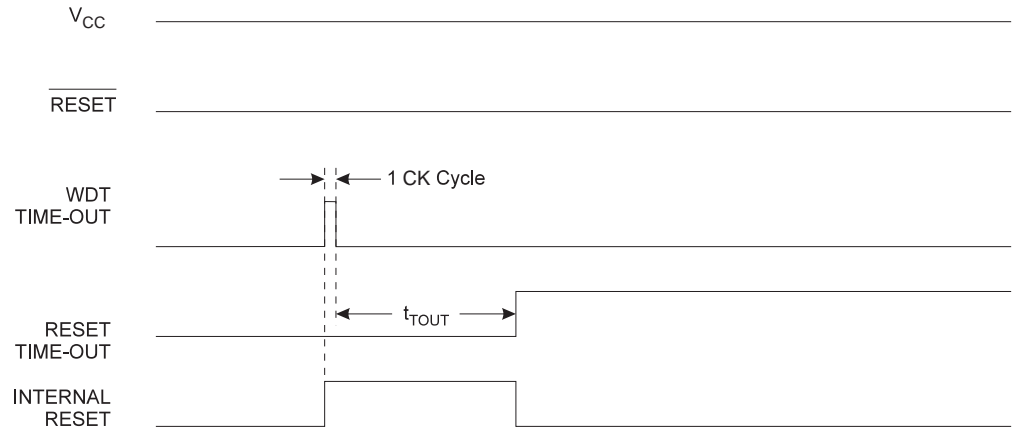 VCC
RESET
1 CK Cycle
WDT
TIME-OUT
tTOUT
RESET
TIME-OUT
INTERNAL
RESET